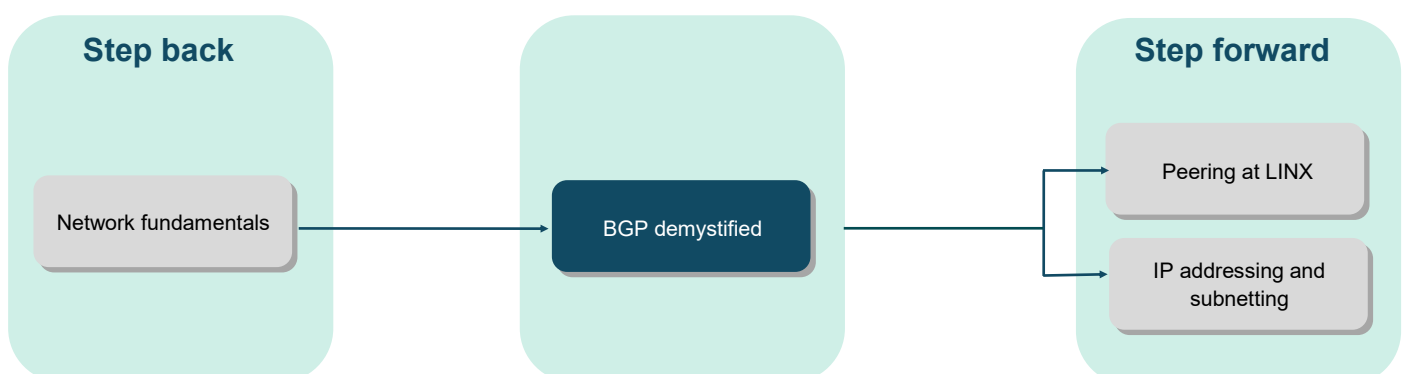 Step back
Step forward
Network fundamentals
BGP demystified
Peering at LINX
IP addressing and
subnetting